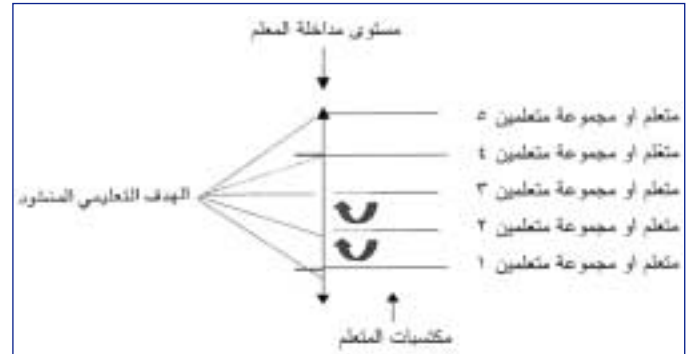 مستوى مداخلة المعلم
متعلم او مجموعة متعلمين ٥
متعلم او مجموعة متعلمين ٤
متعلم او مجموعة متعلمين ٣
متعلم او مجموعة متعلمين ٢
متعلم او مجموعة متعلمين ١
الهدف التعليمي المنشود
مكتسبات المتعلم